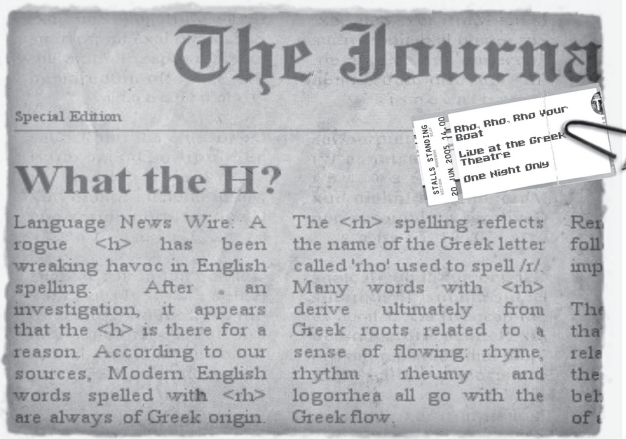 The Journa
Special Edition
STALLS STANDING
20 JUN 2005
Rho, Rho, Rho Your
Boat
Live at the Greek
Theatre
One Night Only
What the H?
Language News Wire: A
rogue <h> has been
wreaking havoc in English
spelling. After an
investigation, it appears
that the <h> is there for a
reason. According to our
sources, Modern English
words spelled with <rh>
are always of Greek origin.
The <rh> spelling reflects
the name of the Greek letter
called 'rho' used to spell /r/.
Many words with <rh>
derive ultimately from
Greek roots related to a
sense of flowing rhyme,
rhythm rheumy and
logorrhea all go with the
Greek flow.
Rer
foll
imp
The
tha
rela
the
beh
of